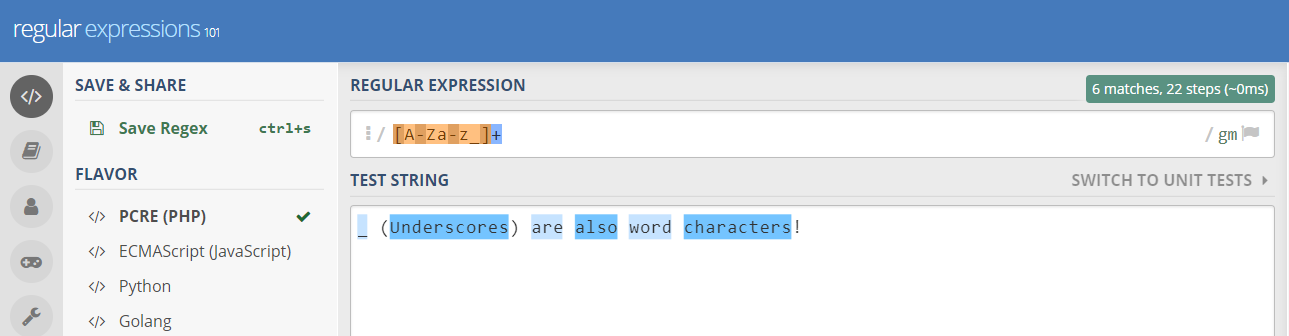 regular expressions 101
SAVE & SHARE
Save Regex ctrl+s
FLAVOR
</> PCRE (PHP)
</> ECMAScript (JavaScript)
</> Python
</> Golang
REGULAR EXPRESSION
6 matches, 22 steps (~0ms)
/ [A-Za-z_]+ / gm
TEST STRING
SWITCH TO UNIT TESTS
_ (Underscores) are also word characters!